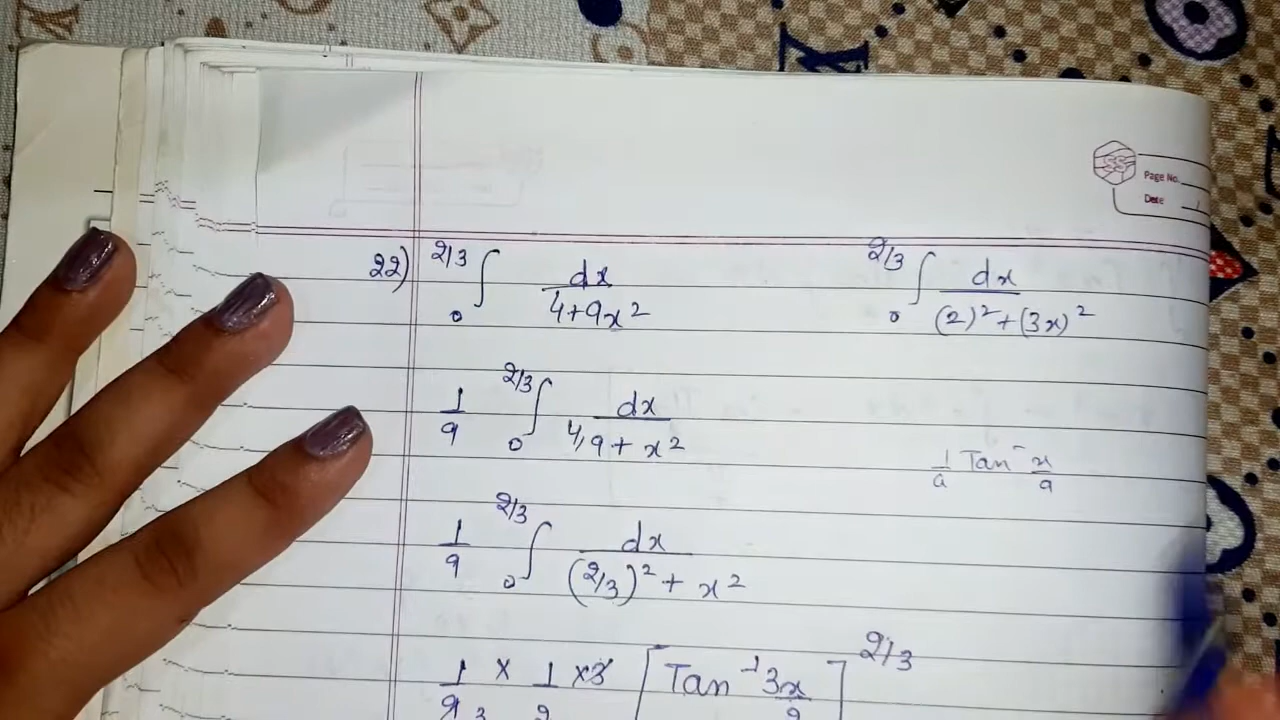 SS
Page No.
Date
22) 2/3 ∫ 0 dx / 4+9x²
2/3 ∫ 0 dx / (2)²+(3x)²
1/9 2/3 ∫ 0 dx / 4/9 + x²
1/a Tan⁻ x/a
1/9 2/3 ∫ 0 dx / (2/3)² + x²
1/9 3 × 1/2 ×3 [Tan⁻¹ 3x/2] 2/3